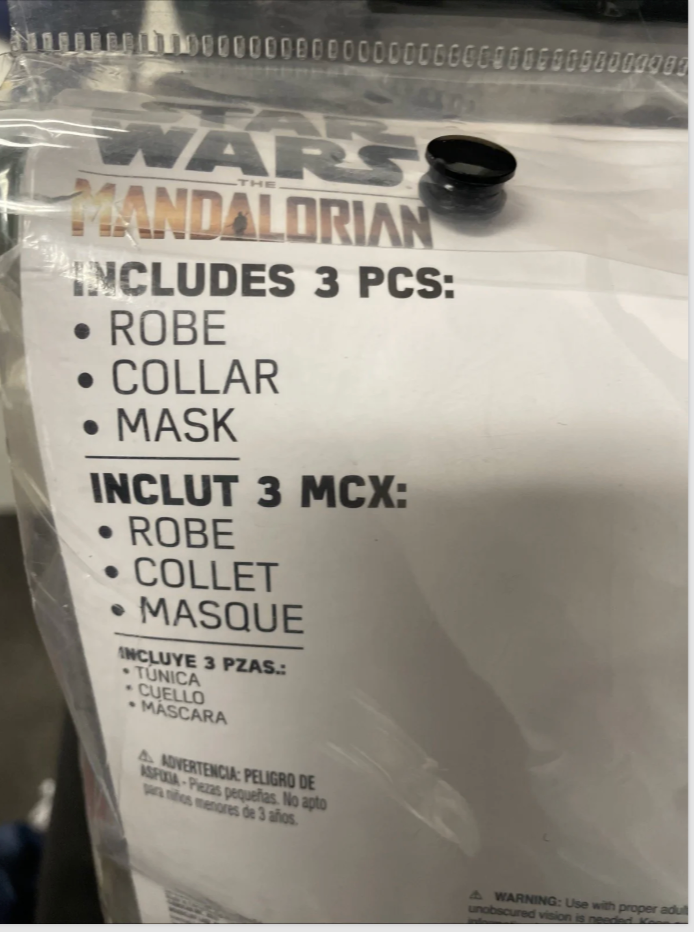 STAR
WARS
THE
MANDALORIAN
INCLUDES 3 PCS:
• ROBE
• COLLAR
• MASK
INCLUT 3 MCX:
• ROBE
• COLLET
• MASQUE
INCLUYE 3 PZAS.:
• TÚNICA
• CUELLO
• MÁSCARA
⚠ ADVERTENCIA: PELIGRO DE
ASFIXIA - Piezas pequeñas. No apto
para niños menores de 3 años.
⚠ WARNING: Use with proper adul
unobscured vision is needed. Keep